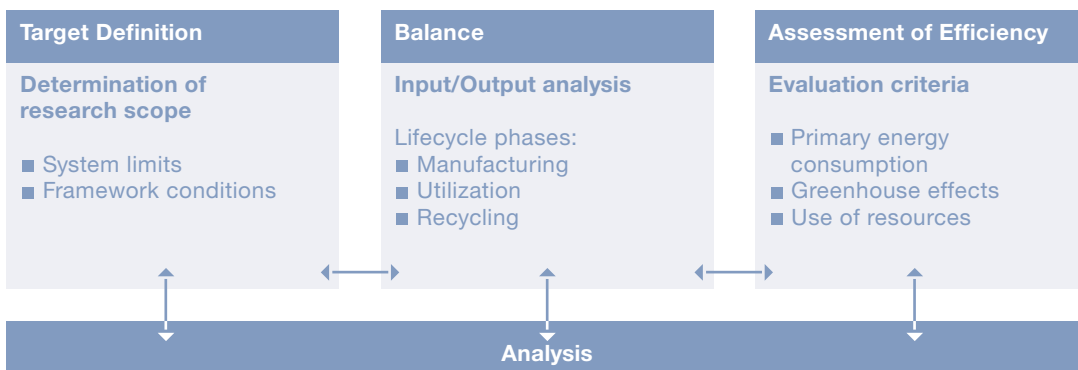 Target Definition
Determination of
research scope
■ System limits
■ Framework conditions
Balance
Input/Output analysis
Lifecycle phases:
■ Manufacturing
■ Utilization
■ Recycling
Assessment of Efficiency
Evaluation criteria
■ Primary energy
consumption
■ Greenhouse effects
■ Use of resources
Analysis